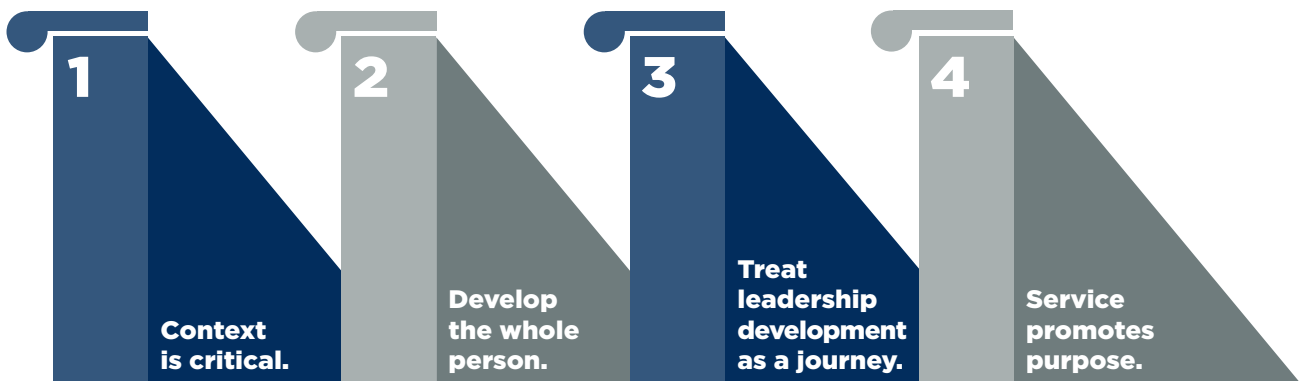 1
Context
is critical.
2
Develop
the whole
person.
3
Treat
leadership
development
as a journey.
4
Service
promotes
purpose.